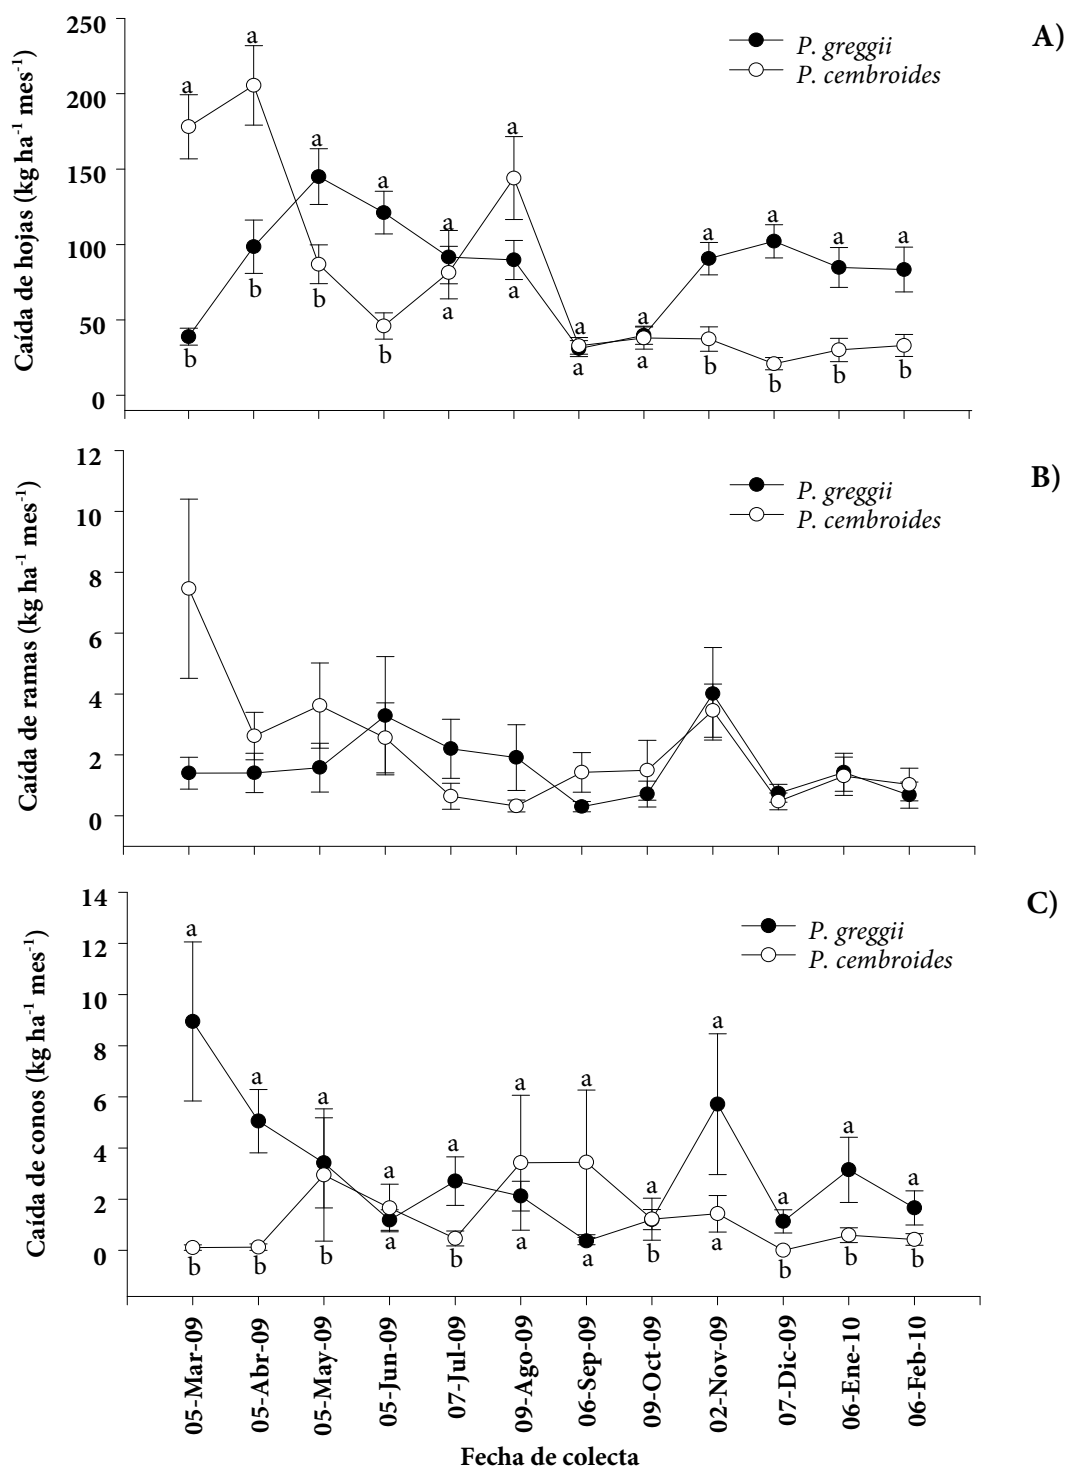 A)
Caída de hojas (kg ha⁻¹ mes⁻¹)
250
200
150
100
50
0
P. greggii
P. cembroides
a a a a a a a a a a a a
b b b b a a a a b b b b
B)
Caída de ramas (kg ha⁻¹ mes⁻¹)
12
10
8
6
4
2
0
P. greggii
P. cembroides
C)
Caída de conos (kg ha⁻¹ mes⁻¹)
14
12
10
8
6
4
2
0
P. greggii
P. cembroides
a a a a a a a a a a a a
b b b a b a a b a b b b
05-Mar-09
05-Abr-09
05-May-09
05-Jun-09
07-Jul-09
09-Ago-09
06-Sep-09
09-Oct-09
02-Nov-09
07-Dic-09
06-Ene-10
06-Feb-10
Fecha de colecta